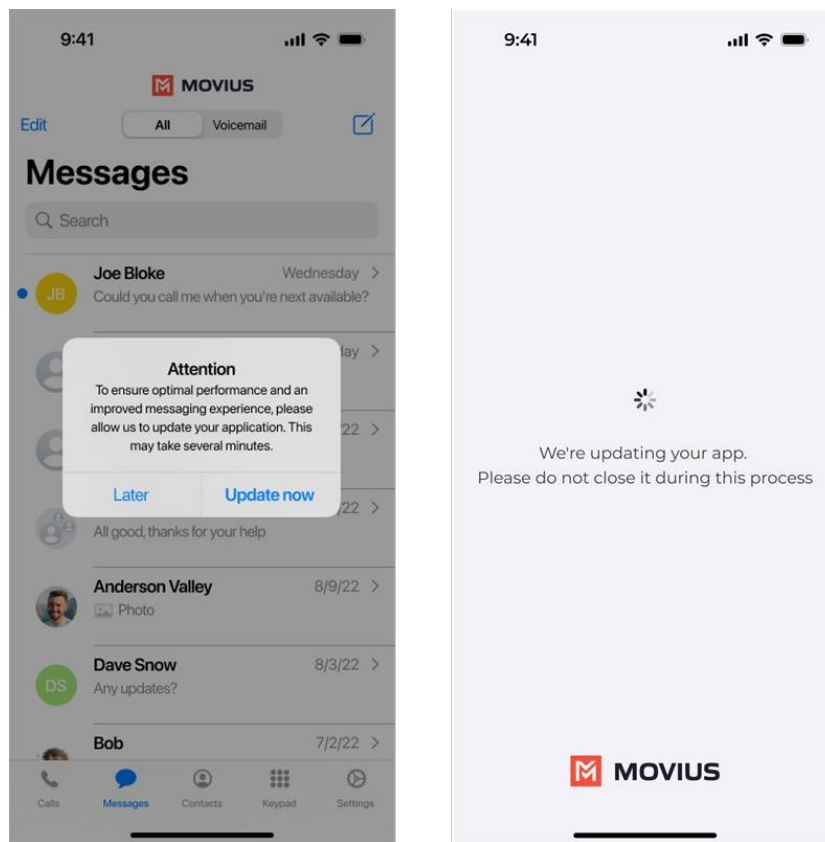 9:41
MOVIUS
Edit
All
Voicemail
Messages
Search
Joe Bloke
Wednesday
JB
Could you call me when you're next available?
Attention
To ensure optimal performance and an
improved messaging experience, please
allow us to update your application. This
may take several minutes.
Later
Update now
day
22
/22
All good, thanks for your help
Anderson Valley
8/9/22
Photo
Dave Snow
8/3/22
DS
Any updates?
Bob
7/2/22
Calls
Messages
Contacts
Keypad
Settings
9:41
We're updating your app.
Please do not close it during this process
MOVIUS